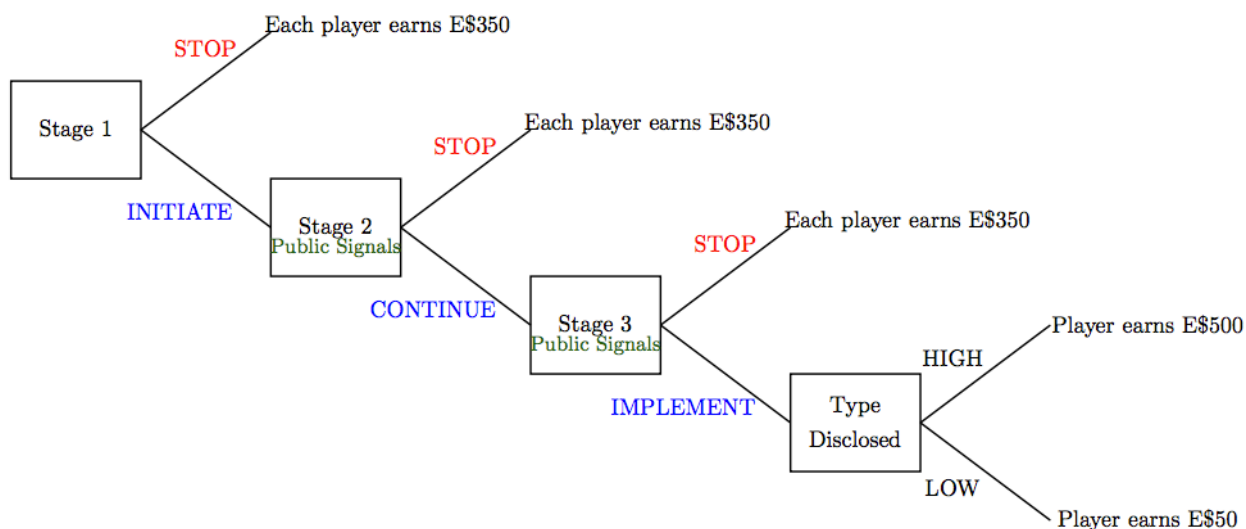 Each player earns E$350
STOP
Stage 1
Each player earns E$350
STOP
INITIATE
Stage 2
Public Signals
Each player earns E$350
STOP
CONTINUE
Stage 3
Public Signals
Player earns E$500
HIGH
IMPLEMENT
Type
Disclosed
LOW
Player earns E$50